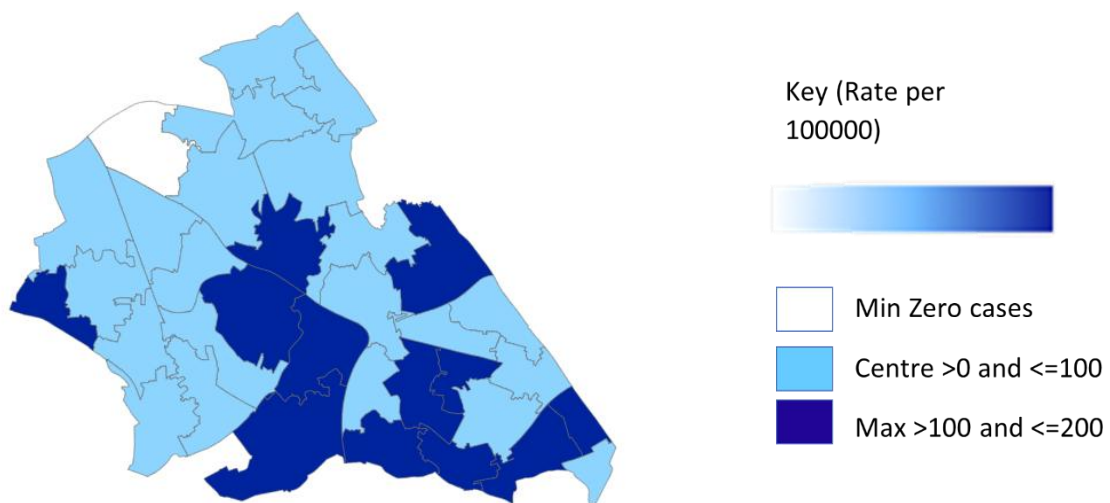 Key (Rate per
100000)
Min Zero cases
Centre >0 and <=100
Max >100 and <=200